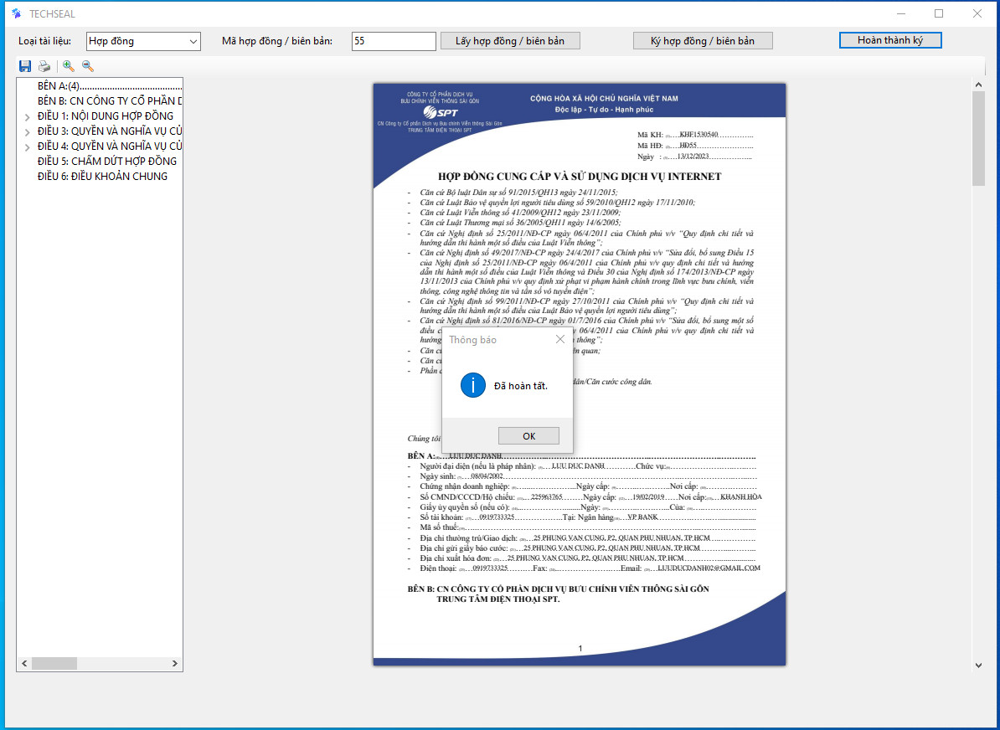 TECHSEAL
Loại tài liệu: Hợp đồng Mã hợp đồng / biên bản: 55 Lấy hợp đồng / biên bản Ký hợp đồng / biên bản Hoàn thành ký
BÊN A:(4)........................................
BÊN B: CN CÔNG TY CỔ PHẦN D
ĐIỀU 1: NỘI DUNG HỢP ĐỒNG
ĐIỀU 3: QUYỀN VÀ NGHĨA VỤ CỦ
ĐIỀU 4: QUYỀN VÀ NGHĨA VỤ CỦ
ĐIỀU 5: CHẤM DỨT HỢP ĐỒNG
ĐIỀU 6: ĐIỀU KHOẢN CHUNG
CÔNG TY CỔ PHẦN DỊCH VỤ
BƯU CHÍNH VIỄN THÔNG SÀI GÒN
SPT
CN Công ty Cổ phần Dịch vụ Bưu chính Viễn thông Sài Gòn
TRUNG TÂM ĐIỆN THOẠI SPT
CỘNG HÒA XÃ HỘI CHỦ NGHĨA VIỆT NAM
Độc lập - Tự do - Hạnh phúc
Mã KH: (1)....KHF1530540..............
Mã HĐ: (2)....HĐ55.......................
Ngày : (3)....13/12/2023.................
HỢP ĐỒNG CUNG CẤP VÀ SỬ DỤNG DỊCH VỤ INTERNET
- Căn cứ Bộ luật Dân sự số 91/2015/QH13 ngày 24/11/2015;
- Căn cứ Luật Bảo vệ quyền lợi người tiêu dùng số 59/2010/QH12 ngày 17/11/2010;
- Căn cứ Luật Viễn thông số 41/2009/QH12 ngày 23/11/2009;
- Căn cứ Luật Thương mại số 36/2005/QH11 ngày 14/6/2005;
- Căn cứ Nghị định số 25/2011/NĐ-CP ngày 06/4/2011 của Chính phủ v/v “Quy định chi tiết và
hướng dẫn thi hành một số điều của Luật Viễn thông”;
- Căn cứ Nghị định số 49/2017/NĐ-CP ngày 24/4/2017 của Chính phủ v/v “Sửa đổi, bổ sung Điều 15
của Nghị định số 25/2011/NĐ-CP ngày 06/4/2011 của Chính phủ v/v quy định chi tiết và hướng
dẫn thi hành một số điều của Luật Viễn thông và Điều 30 của Nghị định số 174/2013/NĐ-CP ngày
13/11/2013 của Chính phủ v/v quy định xử phạt vi phạm hành chính trong lĩnh vực bưu chính, viễn
thông, công nghệ thông tin và tần số vô tuyến điện”;
- Căn cứ Nghị định số 99/2011/NĐ-CP ngày 27/10/2011 của Chính phủ v/v “Quy định chi tiết và
hướng dẫn thi hành một số điều của Luật Bảo vệ quyền lợi người tiêu dùng”;
- Căn cứ Nghị định số 81/2016/NĐ-CP ngày 01/7/2016 của Chính phủ v/v “Sửa đổi, bổ sung một số
điều c 06/4/2011 của Chính phủ v/v quy định chi tiết và
hướng thông”;
- Căn c ên quan;
- Căn c
- Phần
dân/Căn cước công dân.
Thông báo
Đã hoàn tất.
OK
Chúng tôi
BÊN A:(4)....LUU DUC DANH..........................................
- Người đại diện (nếu là pháp nhân): (5)....LUU DUC DANH............Chức vụ:(6)..............................
- Ngày sinh: (7)....08/04/2002..........................................
- Chứng nhận doanh nghiệp: (8)......................Ngày cấp: (9)......................Nơi cấp: (10)...................
- Số CMND/CCCD/Hộ chiếu: (11)....225963765.......Ngày cấp: (12)....19/02/2019.....Nơi cấp:(13)....KHANH HOA
- Giấy ủy quyền số (nếu có): (14).........................Ngày: (15)......................Của: (16)........................
- Số tài khoản: (17)....0919733325...................Tại: Ngân hàng(18)....VP BANK..............................
- Mã số thuế:(19)..........................................
- Địa chỉ thường trú/Giao dịch: (20)....25 PHUNG VAN CUNG, P2, QUAN PHU NHUAN, TP.HCM..................
- Địa chỉ gửi giấy báo cước: (21)....25 PHUNG VAN CUNG, P2, QUAN PHU NHUAN, TP.HCM..................
- Địa chỉ xuất hóa đơn: (22)....25 PHUNG VAN CUNG, P2, QUAN PHU NHUAN, TP.HCM..................
- Điện thoại: (23)....0919733325..........Fax: (24)..........................Email: (25)....LUUDUCDANH02@GMAIL.COM
BÊN B: CN CÔNG TY CỔ PHẦN DỊCH VỤ BƯU CHÍNH VIỄN THÔNG SÀI GÒN
TRUNG TÂM ĐIỆN THOẠI SPT.
1